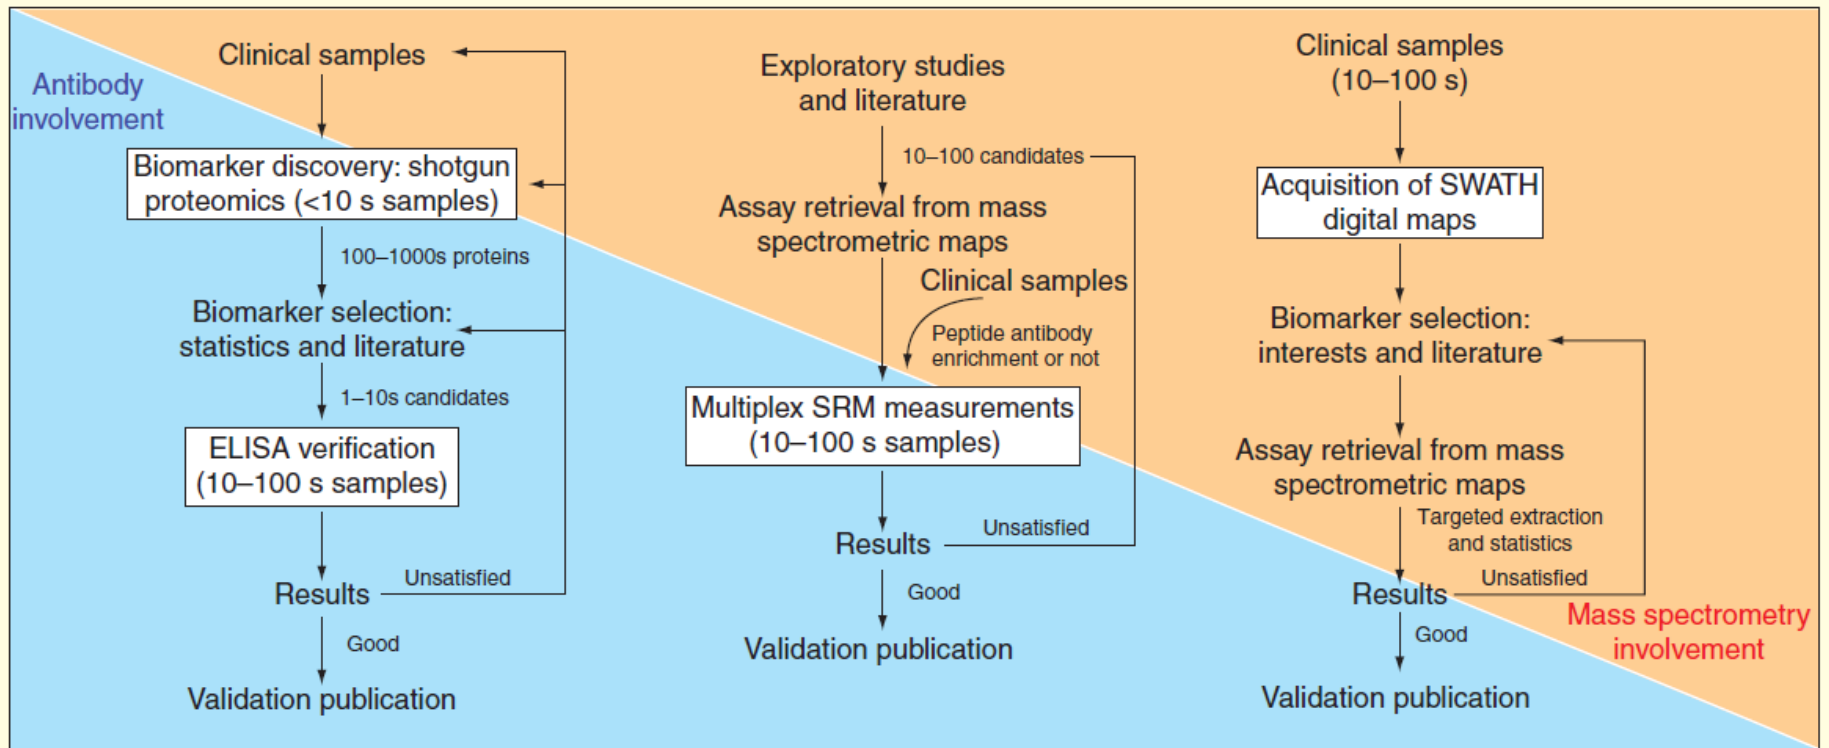 Antibody
involvement
Clinical samples
Biomarker discovery: shotgun
proteomics (<10 s samples)
100–1000s proteins
Biomarker selection:
statistics and literature
1–10s candidates
ELISA verification
(10–100 s samples)
Results
Unsatisfied
Good
Validation publication
Exploratory studies
and literature
10–100 candidates
Assay retrieval from mass
spectrometric maps
Clinical samples
Peptide antibody
enrichment or not
Multiplex SRM measurements
(10–100 s samples)
Results
Unsatisfied
Good
Validation publication
Clinical samples
(10–100 s)
Acquisition of SWATH
digital maps
Biomarker selection:
interests and literature
Assay retrieval from mass
spectrometric maps
Targeted extraction
and statistics
Results
Unsatisfied
Good
Validation publication
Mass spectrometry
involvement